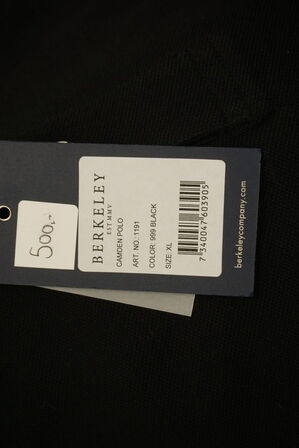 500,-
BERKELEY
EST MMV
CAMDEN POLO
ART. NO.: 1191
COLOR: 999 BLACK
SIZE: XL
7 340047 603905
berkeleycompany.com